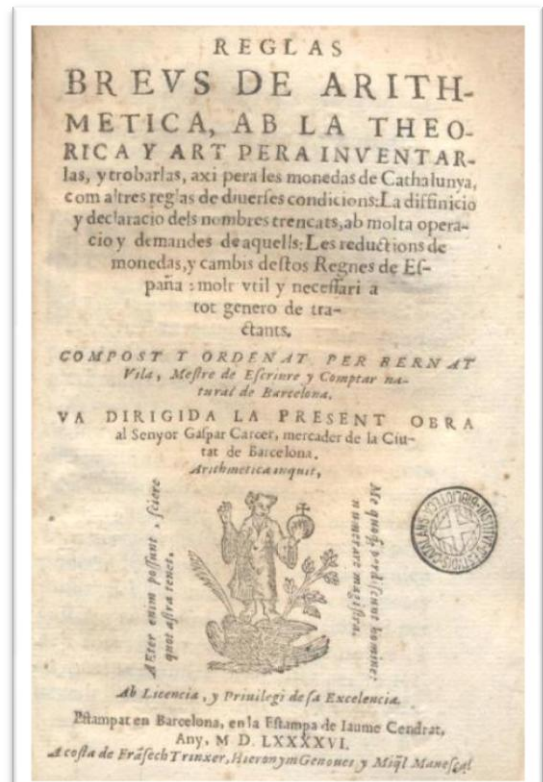 REGLAS
BREVS DE ARITH-
METICA, AB LA THEO-
RICA Y ART PERA INVENTAR-
las, y trobarlas, axi pera les monedas de Cathalunya,
com altres reglas de diuerses condicions: La diffinicio
y declaracio dels nombres trencats, ab molta opera-
cio y demandes de aquells: Les reductions de
monedas, y cambis destos Regnes de Es-
paña : molt vtil y necessari a
tot genero de tra-
ctants.
COMPOST Y ORDENAT PER BERNAT
Vila, Mestre de Escriure y Comptar na-
tural de Barcelona.
VA DIRIGIDA LA PRESENT OBRA
al Senyor Gaspar Carcer, mercader de la Ciu-
tat de Barcelona.
Arithmetica inquit,
AEter enim possunt, sciere
quot astra tenet.
Me quasi perdiscunt homines
numerare magistra.
Ab Licencia, y Priuilegi de sa Excelencia.
Estampat en Barcelona, en la Estampa de Iaume Cendrat,
Any, M D. LXXXXVI.
A costa de Frãsech Trinxer, Hieronym Genoues, y Miq̃l Manescal